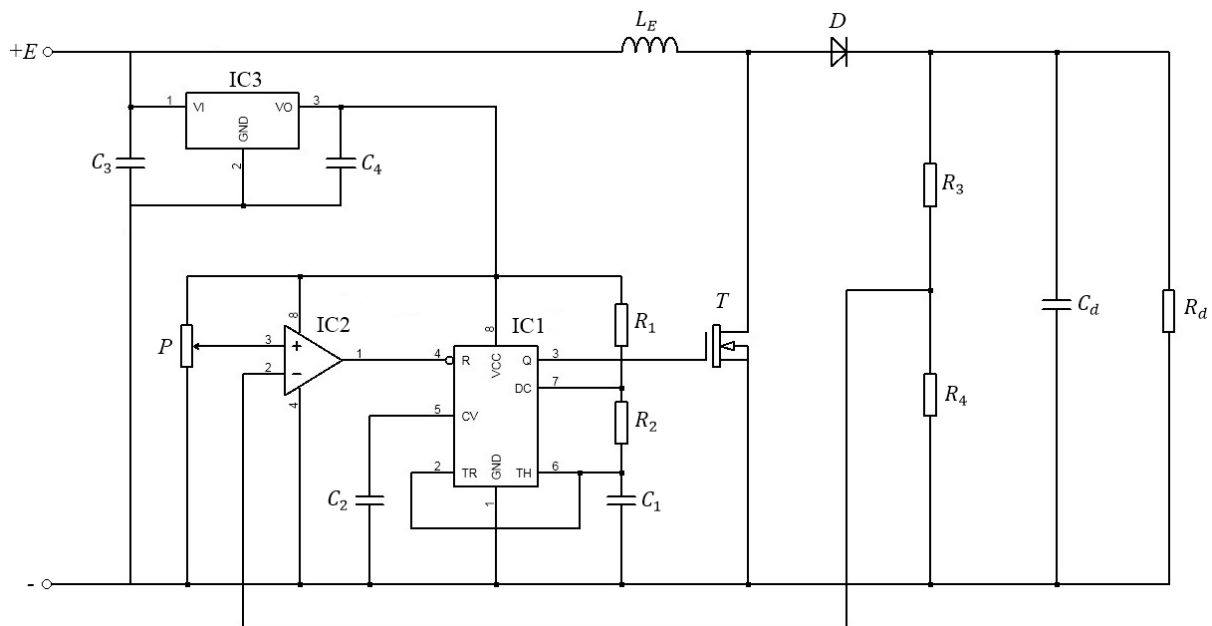 L_E
D
+E
IC3
1 VI VO 3
GND
2
C_3
C_4
R_3
T
C_d
R_d
8
IC2
8
IC1
R_1
P
3 +
1
4 R
VCC
Q 3
2 −
DC 7
4
5 CV
R_2
R_4
2 TR
GND
TH 6
1
C_2
C_1
-